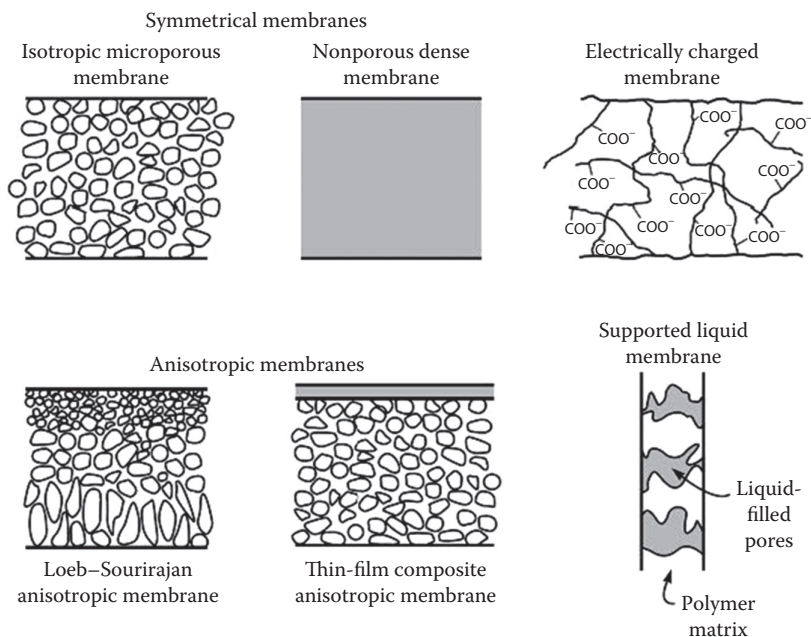 Symmetrical membranes
Isotropic microporous
membrane
Nonporous dense
membrane
Electrically charged
membrane
COO⁻
COO⁻
COO⁻
COO⁻
COO⁻
COO⁻
COO⁻
COO⁻
COO⁻
COO⁻
COO⁻
COO⁻
Anisotropic membranes
Loeb–Sourirajan
anisotropic membrane
Thin-film composite
anisotropic membrane
Supported liquid
membrane
Liquid-
filled
pores
Polymer
matrix